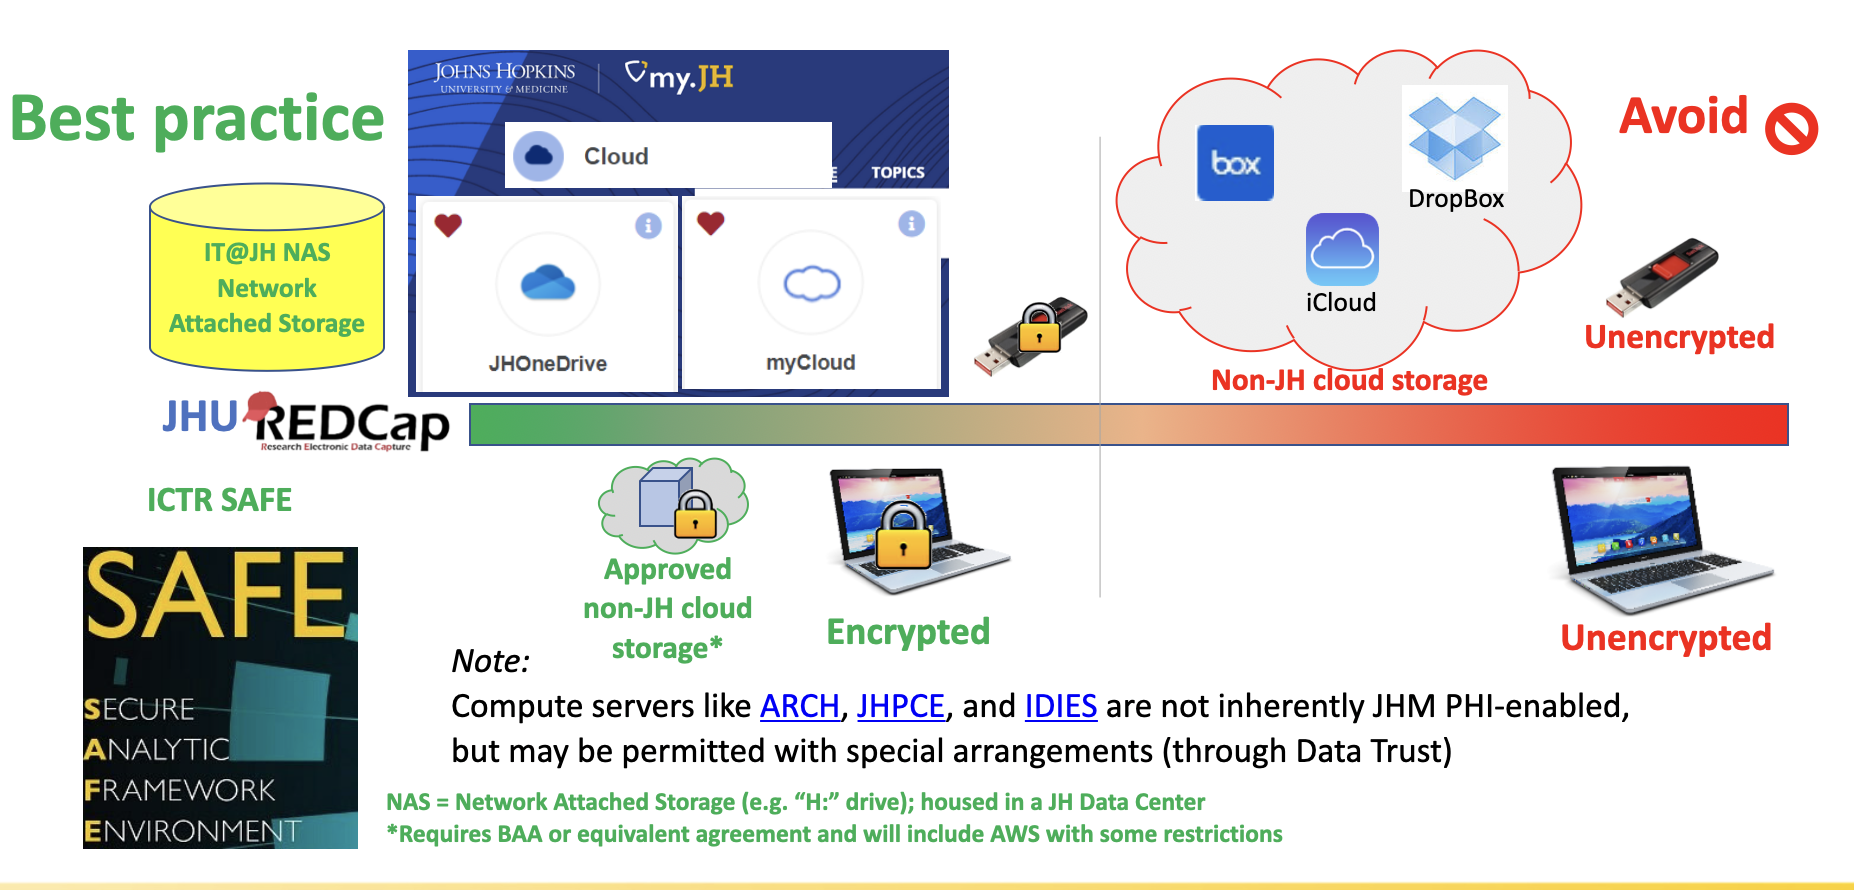 Best practice
JOHNS HOPKINS
UNIVERSITY & MEDICINE
my.JH
Cloud
E
TOPICS
JHOneDrive
myCloud
IT@JH NAS
Network
Attached Storage
JHU REDCap
Research Electronic Data Capture
ICTR SAFE
SAFE
SECURE
ANALYTIC
FRAMEWORK
ENVIRONMENT
box
DropBox
iCloud
Non-JH cloud storage
Avoid
Unencrypted
Approved
non-JH cloud
storage*
Encrypted
Unencrypted
Note:
Compute servers like ARCH, JHPCE, and IDIES are not inherently JHM PHI-enabled,
but may be permitted with special arrangements (through Data Trust)
NAS = Network Attached Storage (e.g. “H:” drive); housed in a JH Data Center
*Requires BAA or equivalent agreement and will include AWS with some restrictions